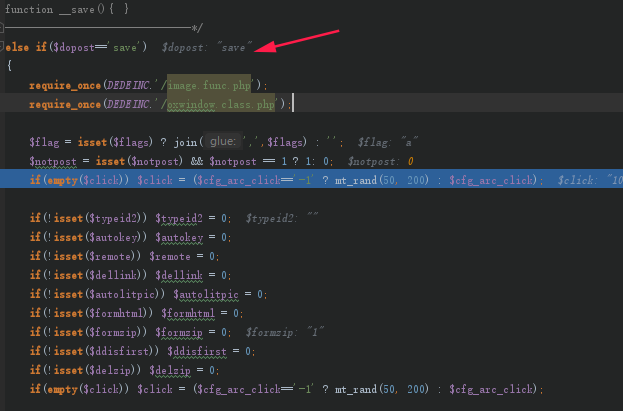 function __save(){  }
--------------------------------*/
else if($dopost=='save')  $dopost: "save"
{
    require_once(DEDEINC.'/image.func.php');
    require_once(DEDEINC.'/oxwindow.class.php');
    $flag = isset($flags) ? join( glue: ',',$flags) : '';  $flag: "a"
    $notpost = isset($notpost) && $notpost == 1 ? 1: 0;  $notpost: 0
    if(empty($click)) $click = ($cfg_arc_click=='-1' ? mt_rand(50, 200) : $cfg_arc_click);  $click: "10
    if(!isset($typeid2)) $typeid2 = 0;  $typeid2: ""
    if(!isset($autokey)) $autokey = 0;
    if(!isset($remote)) $remote = 0;
    if(!isset($dellink)) $dellink = 0;
    if(!isset($autolitpic)) $autolitpic = 0;
    if(!isset($formhtml)) $formhtml = 0;
    if(!isset($formzip)) $formzip = 0;  $formzip: "1"
    if(!isset($ddisfirst)) $ddisfirst = 0;
    if(!isset($delzip)) $delzip = 0;
    if(empty($click)) $click = ($cfg_arc_click=='-1' ? mt_rand(50, 200) : $cfg_arc_click);